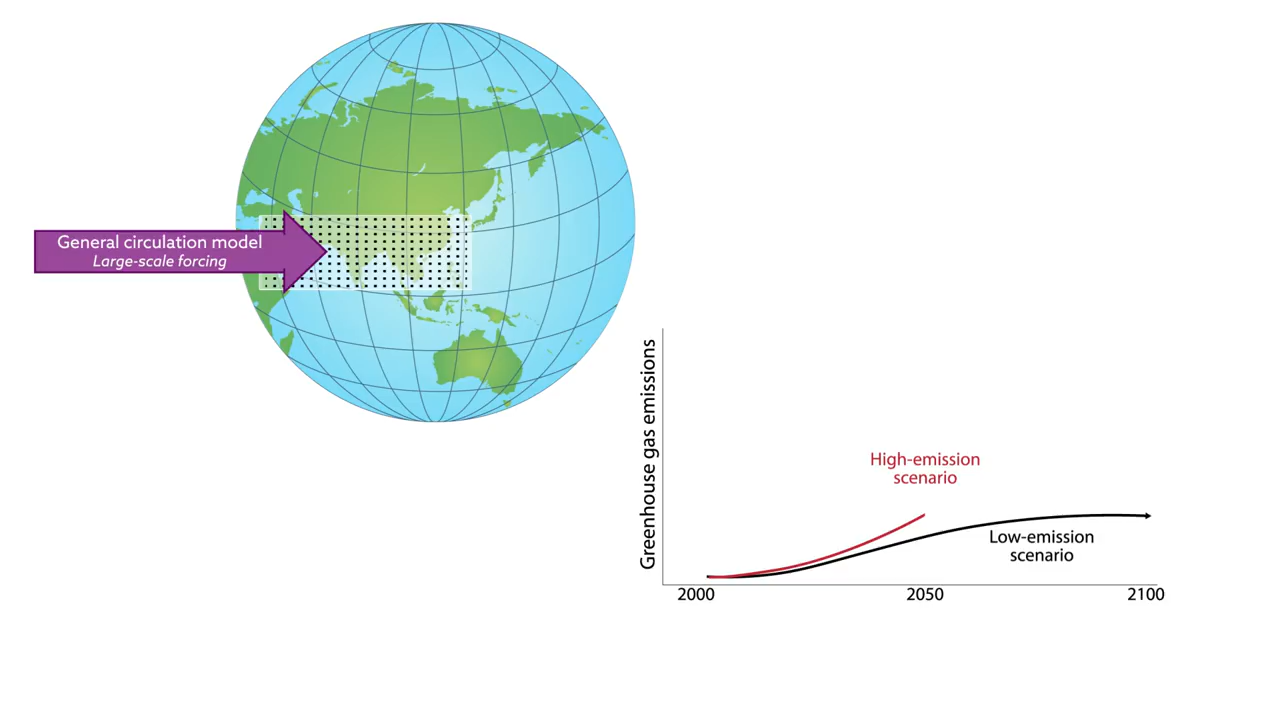 General circulation model
Large-scale forcing
Greenhouse gas emissions
High-emission
scenario
Low-emission
scenario
2000
2050
2100